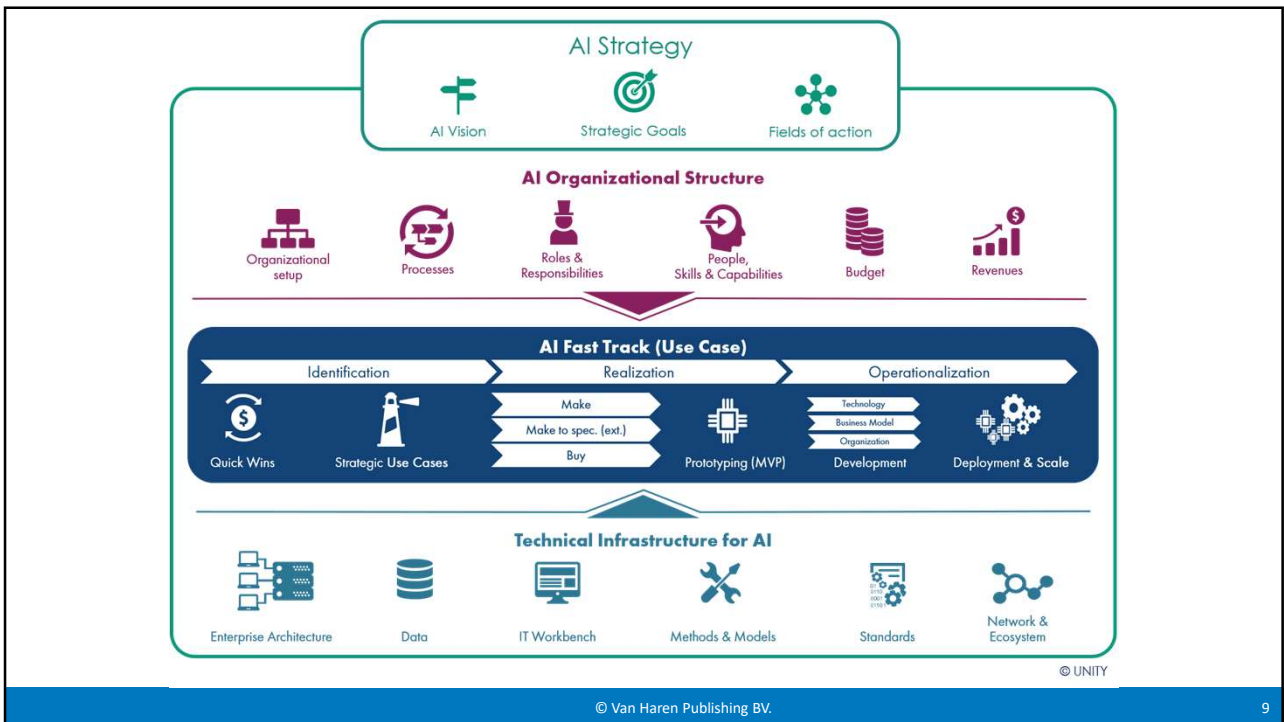 AI Strategy
AI Vision
Strategic Goals
Fields of action
AI Organizational Structure
Organizational
setup
Processes
Roles &
Responsibilities
People,
Skills & Capabilities
Budget
$
Revenues
AI Fast Track (Use Case)
Identification
Realization
Operationalization
$
Quick Wins
Strategic Use Cases
Make
Make to spec. (ext.)
Buy
Prototyping (MVP)
Technology
Business Model
Organization
Development
Deployment & Scale
Technical Infrastructure for AI
Enterprise Architecture
Data
IT Workbench
Methods & Models
Standards
Network &
Ecosystem
© UNITY
© Van Haren Publishing BV.
9